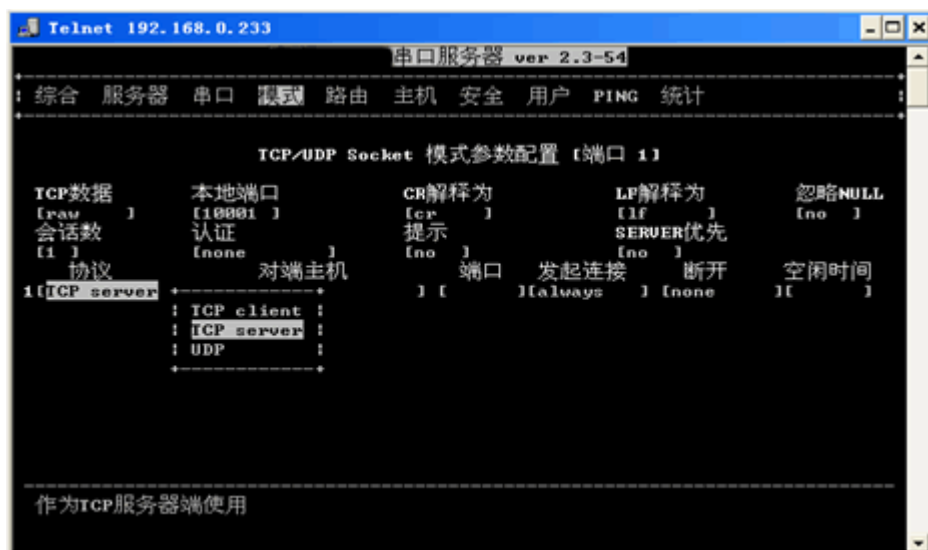 Telnet 192.168.0.233
串口服务器 ver 2.3-54
综合 服务器 串口 模式 路由 主机 安全 用户 PING 统计
TCP/UDP Socket 模式参数配置 [端口 1]
TCP数据 本地端口 CR解释为 LF解释为 忽略NULL
[raw ] [10001 ] [cr ] [lf ] [no ]
会话数 认证 提示 SERVER优先
[1 ] [none ] [no ] [no ]
协议 对端主机 端口 发起连接 断开 空闲时间
1[TCP server ] [ ][always ] [none ][ ]
TCP client
TCP server
UDP
作为TCP服务器端使用